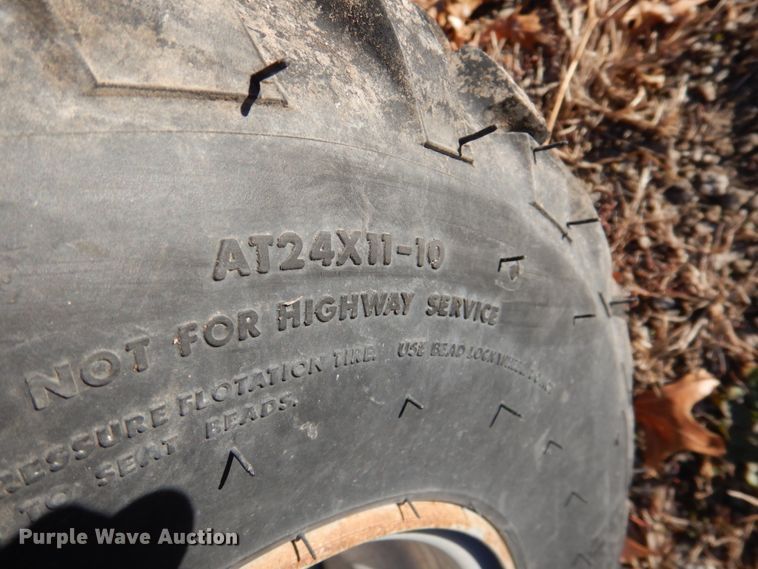 AT24X11-10
NOT FOR HIGHWAY SERVICE
RESSURE FLOTATION TIRE. USE BEAD LOCK
TO SEAT BEADS.
Purple Wave Auction